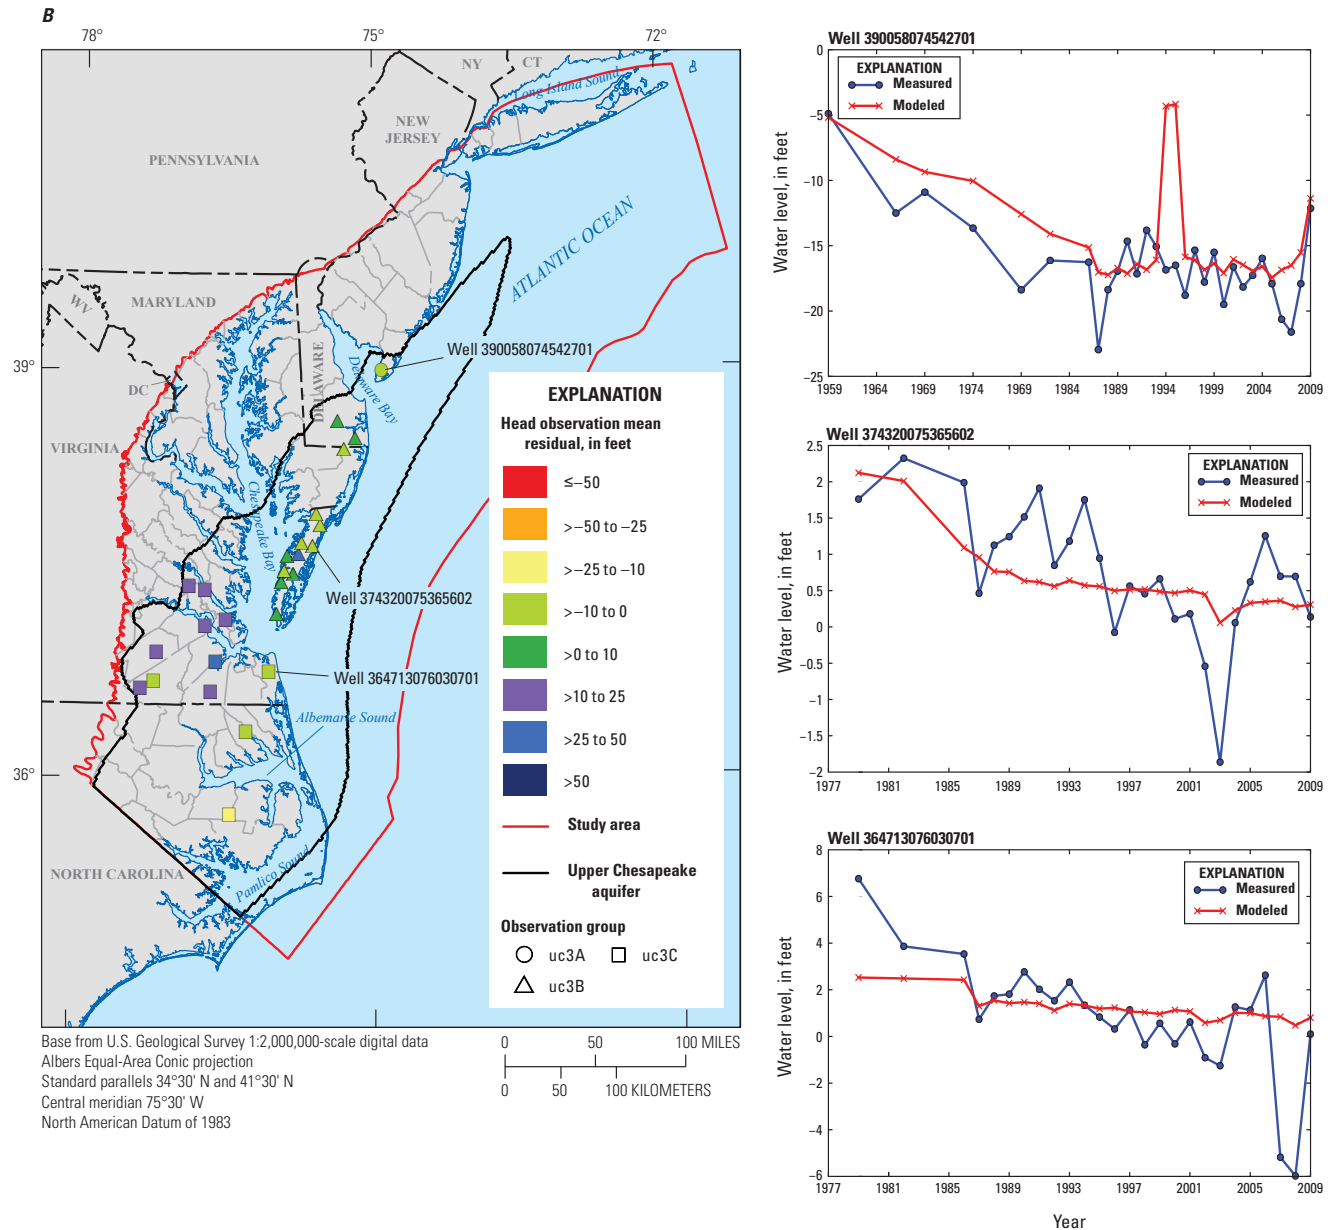 B
78°
75°
72°
NY
CT
Long Island Sound
NEW
JERSEY
PENNSYLVANIA
ATLANTIC OCEAN
WV
MARYLAND
39°
Well 390058074542701
DC
DELAWARE
Delaware Bay
VIRGINIA
Chesapeake Bay
Well 374320075365602
Well 364713076030701
Albemarle Sound
36°
NORTH CAROLINA
Pamlico Sound
EXPLANATION
Head observation mean
residual, in feet
≤–50
>–50 to –25
>–25 to –10
>–10 to 0
>0 to 10
>10 to 25
>25 to 50
>50
Study area
Upper Chesapeake
aquifer
Observation group
uc3A
uc3C
uc3B
Base from U.S. Geological Survey 1:2,000,000-scale digital data
Albers Equal-Area Conic projection
Standard parallels 34°30' N and 41°30' N
Central meridian 75°30' W
North American Datum of 1983
0 50 100 MILES
0 50 100 KILOMETERS
Well 390058074542701
EXPLANATION
Measured
Modeled
Water level, in feet
0
–5
–10
–15
–20
–25
1959 1964 1969 1974 1969 1984 1989 1994 1999 2004 2009
Well 374320075365602
EXPLANATION
Measured
Modeled
Water level, in feet
2.5
2
1.5
1
0.5
0
–0.5
–1
–1.5
–2
1977 1981 1985 1989 1993 1997 2001 2005 2009
Well 364713076030701
EXPLANATION
Measured
Modeled
Water level, in feet
8
6
4
2
0
–2
–4
–6
1977 1981 1985 1989 1993 1997 2001 2005 2009
Year